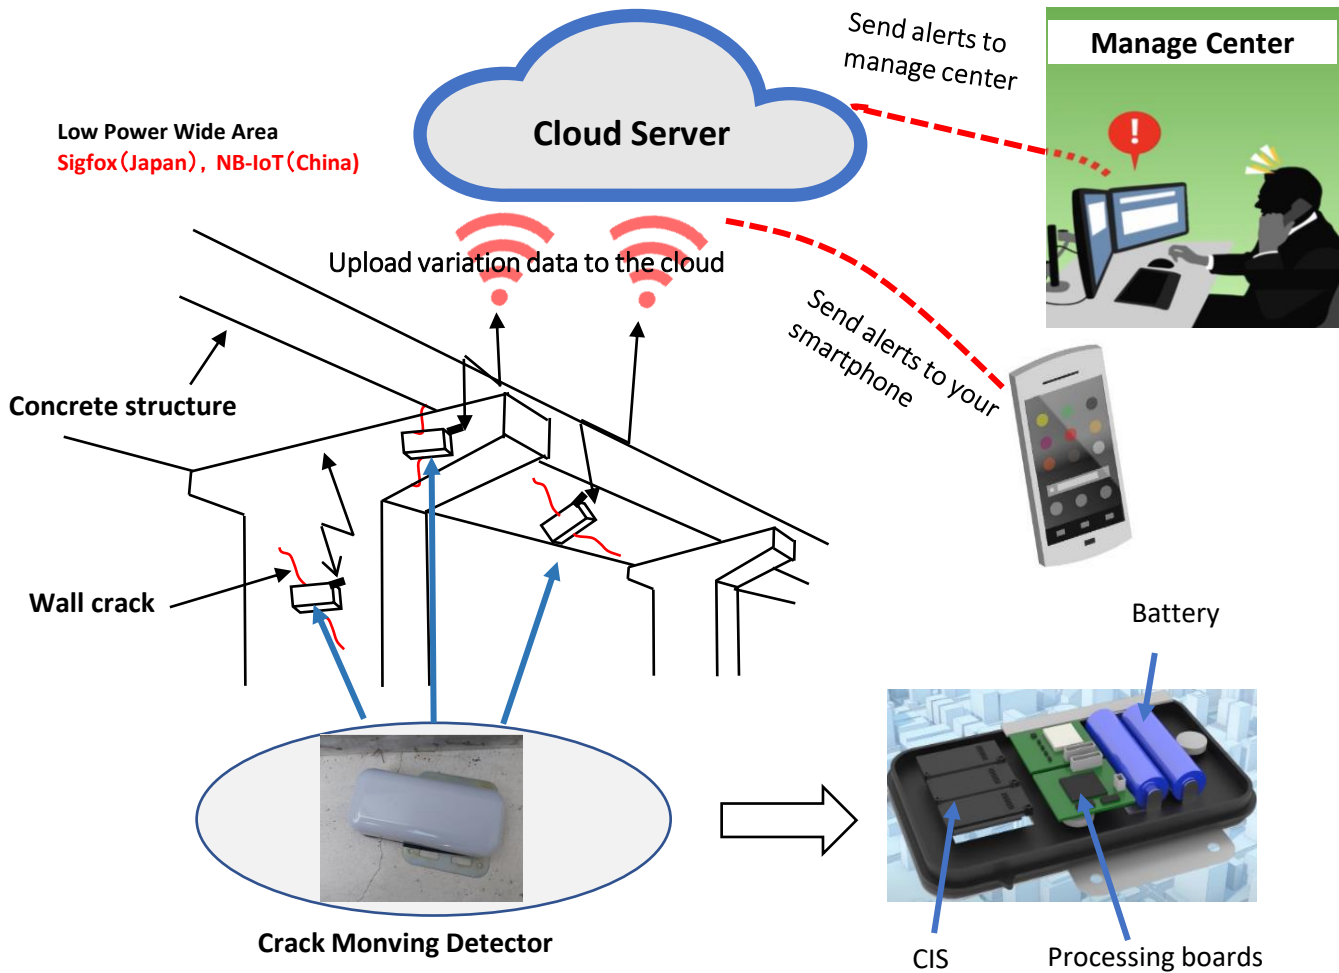 Send alerts to
manage center
Manage Center
Cloud Server
Low Power Wide Area
Sigfox（Japan）, NB-IoT（China）
Upload variation data to the cloud
Send alerts to your
smartphone
Concrete structure
Wall crack
Battery
Crack Monving Detector
CIS
Processing boards
!